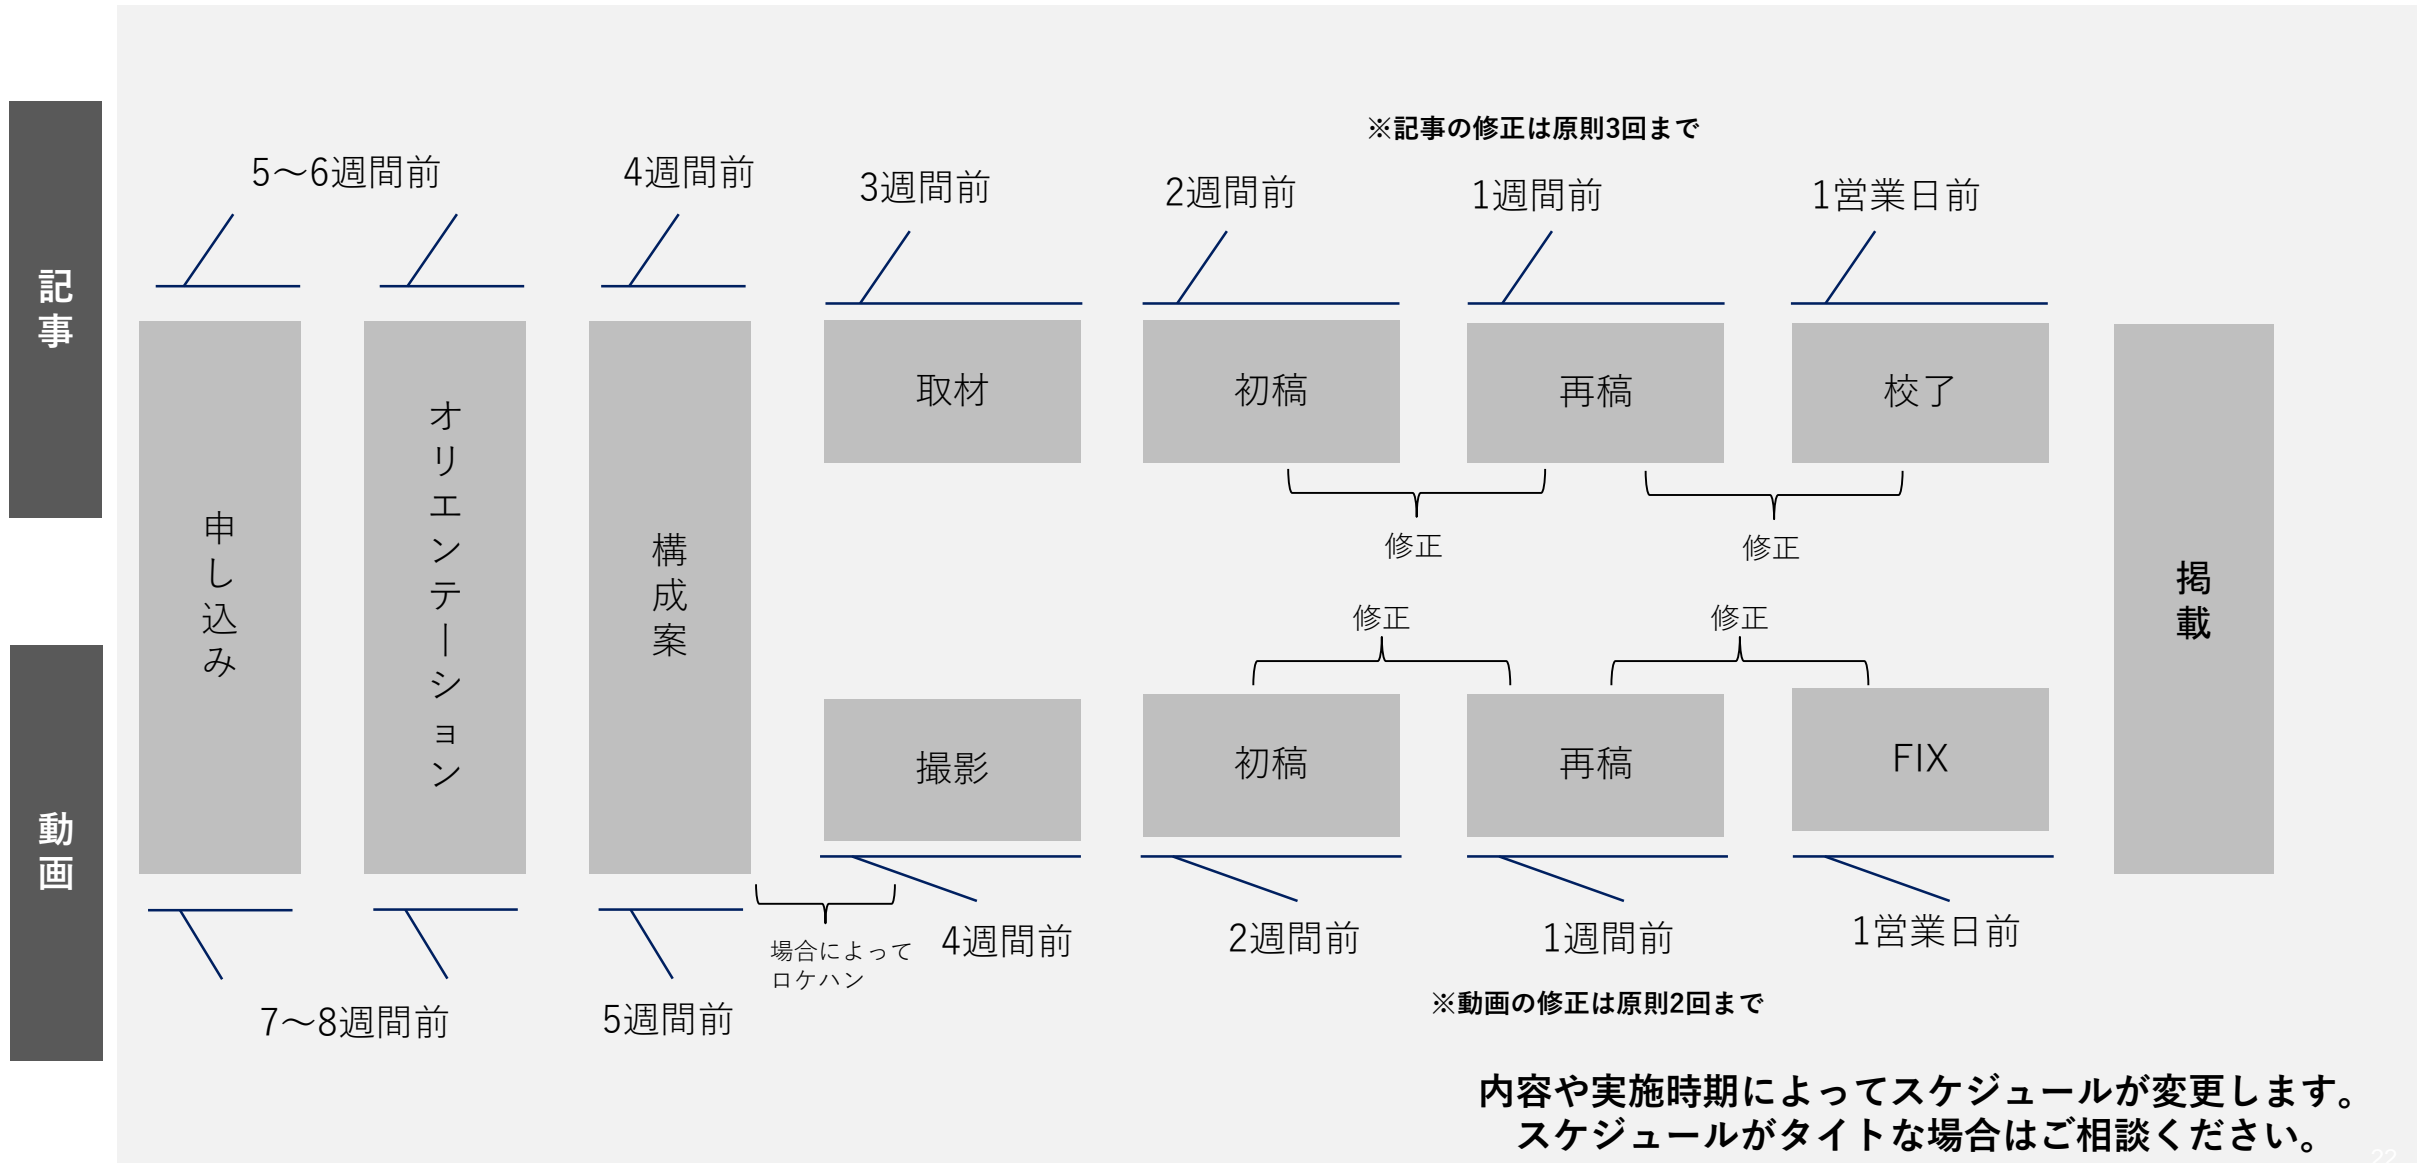 ※記事の修正は原則3回まで
5～6週間前
4週間前
3週間前
2週間前
1週間前
1営業日前
記事
申し込み
オリエンテーション
構成案
取材
初稿
再稿
校了
掲載
修正
修正
動画
修正
修正
撮影
初稿
再稿
FIX
7～8週間前
5週間前
場合によって
ロケハン
4週間前
2週間前
1週間前
1営業日前
※動画の修正は原則2回まで
内容や実施時期によってスケジュールが変更します。
スケジュールがタイトな場合はご相談ください。
22